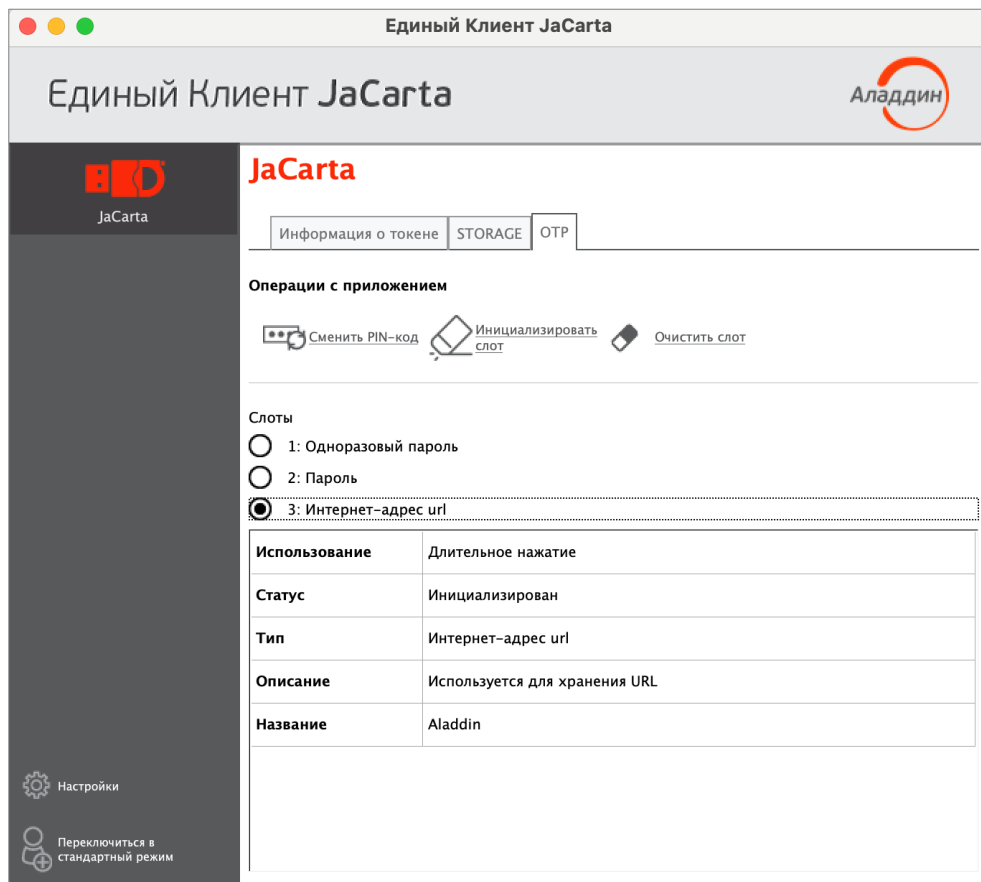 Единый Клиент JaCarta
Единый Клиент JaCarta
Аладдин
JaCarta
JaCarta
Информация о токене
STORAGE
OTP
Операции с приложением
Сменить PIN-код
Инициализировать
слот
Очистить слот
Слоты
1: Одноразовый пароль
2: Пароль
3: Интернет-адрес url
Использование Длительное нажатие
Статус Инициализирован
Тип Интернет-адрес url
Описание Используется для хранения URL
Название Aladdin
Настройки
Переключиться в
стандартный режим